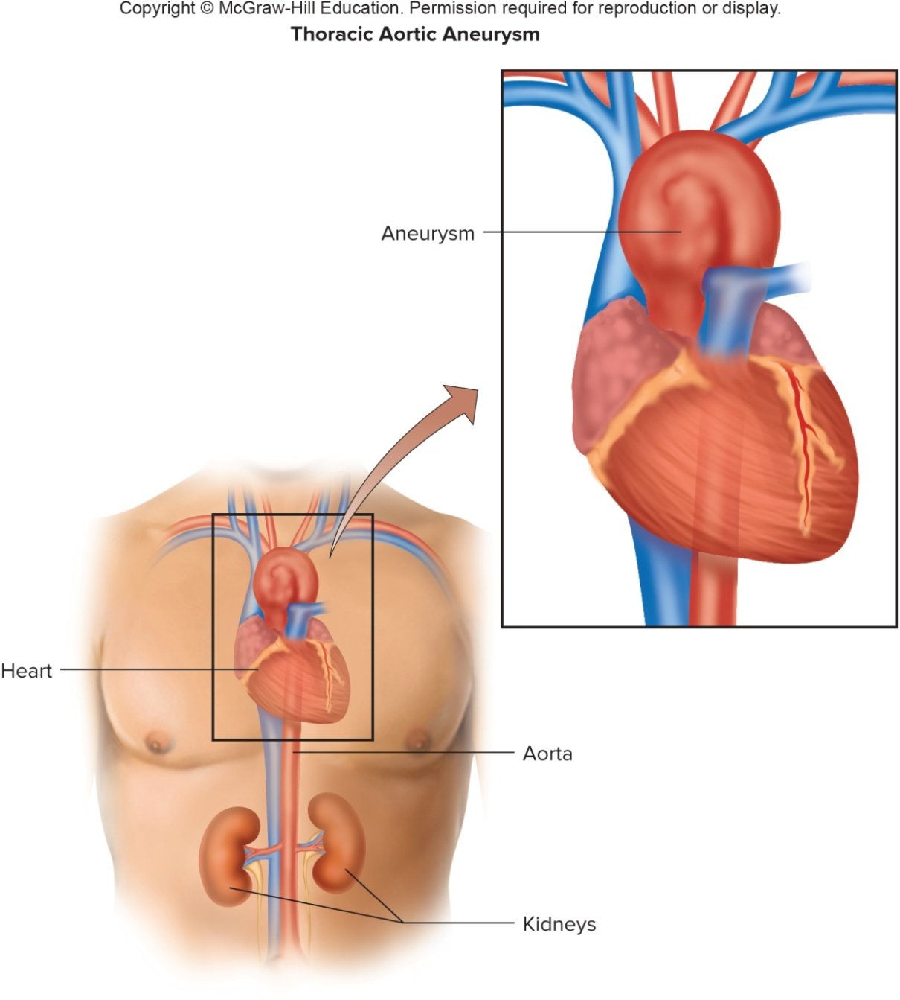 Copyright © McGraw-Hill Education. Permission required for reproduction or display.
Thoracic Aortic Aneurysm
Aneurysm
Heart
Aorta
Kidneys